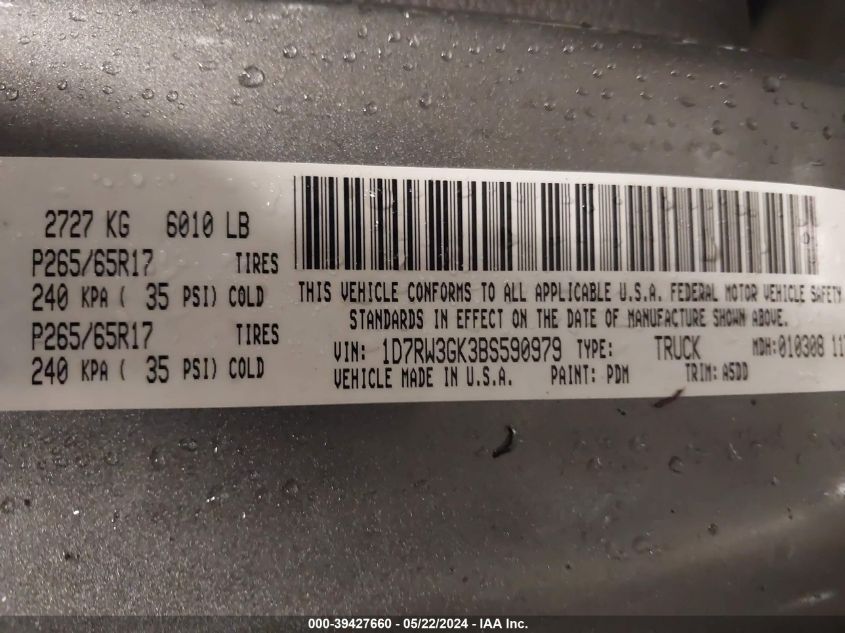 2727 KG 6010 LB
P265/65R17 TIRES
240 KPA ( 35 PSI) COLD
P265/65R17 TIRES
240 KPA ( 35 PSI) COLD
THIS VEHICLE CONFORMS TO ALL APPLICABLE U.S.A. FEDERAL MOTOR VEHICLE SAFETY
STANDARDS IN EFFECT ON THE DATE OF MANUFACTURE SHOWN ABOVE.
VIN: 1D7RW3GK3BS590979 TYPE: TRUCK MDH:010308 11
VEHICLE MADE IN U.S.A. PAINT: PDM TRIM: A5DD
000-39427660 - 05/22/2024 - IAA Inc.